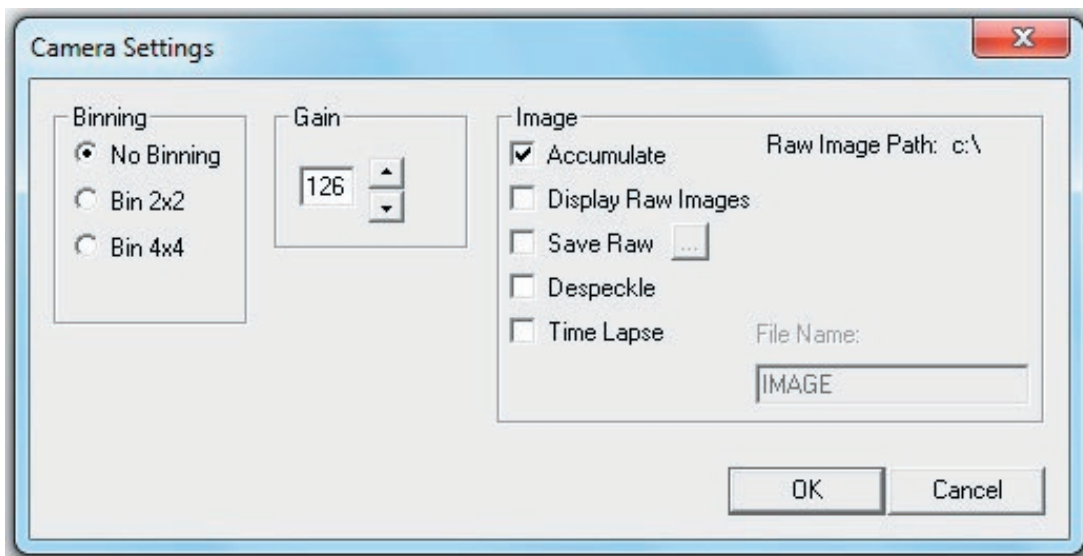 Camera Settings
X
Binning
No Binning
Bin 2x2
Bin 4x4
Gain
126
Image
Accumulate
Raw Image Path: c:\
Display Raw Images
Save Raw ...
Despeckle
Time Lapse
File Name:
IMAGE
OK
Cancel